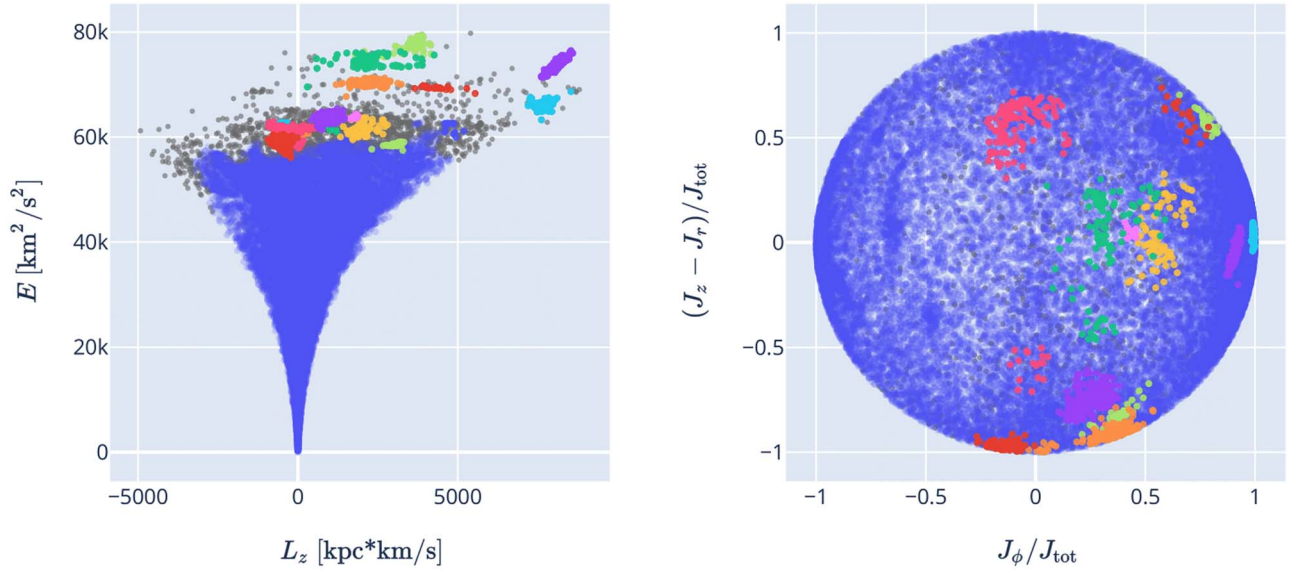 80k
60k
40k
20k
0
E [km² /s²]
−5000
0
5000
L_z [kpc*km/s]
1
0.5
0
−0.5
−1
(J_z − J_r)/J_tot
−1
−0.5
0
0.5
1
J_ϕ/J_tot